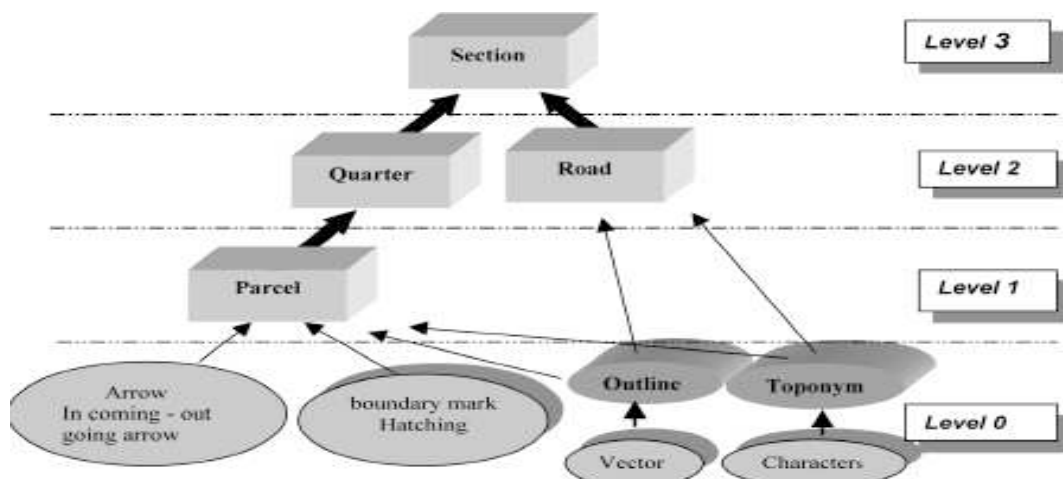 Section
Level 3
Quarter
Road
Level 2
Parcel
Level 1
Arrow
In coming - out
going arrow
boundary mark
Hatching
Outline
Toponym
Level 0
Vector
Characters